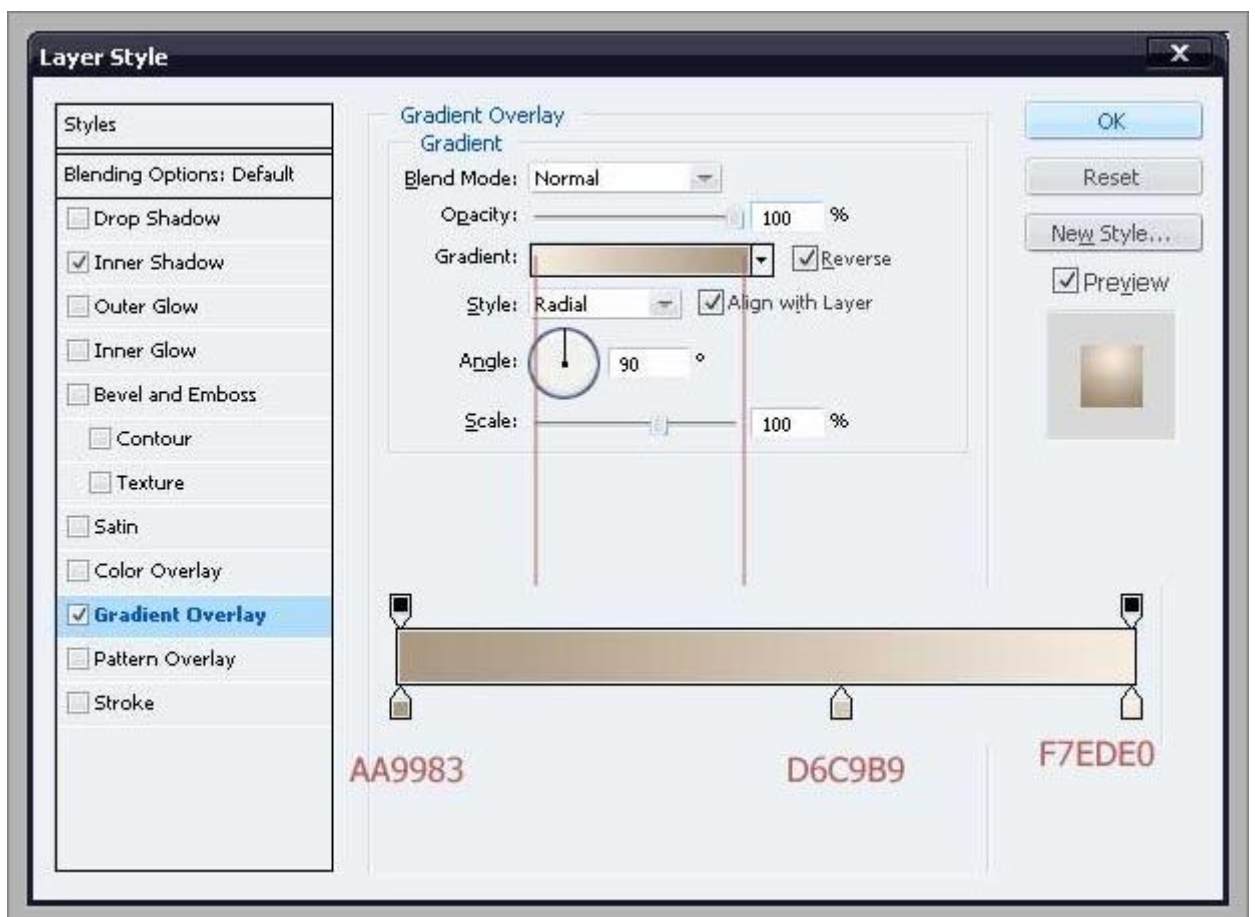 Layer Style
Styles
Blending Options: Default
Drop Shadow
Inner Shadow
Outer Glow
Inner Glow
Bevel and Emboss
Contour
Texture
Satin
Color Overlay
Gradient Overlay
Pattern Overlay
Stroke
Gradient Overlay
Gradient
Blend Mode: Normal
Opacity: 100 %
Gradient: Reverse
Style: Radial Align with Layer
Angle: 90 °
Scale: 100 %
AA9983 D6C9B9 F7EDE0
OK
Reset
New Style...
Preview